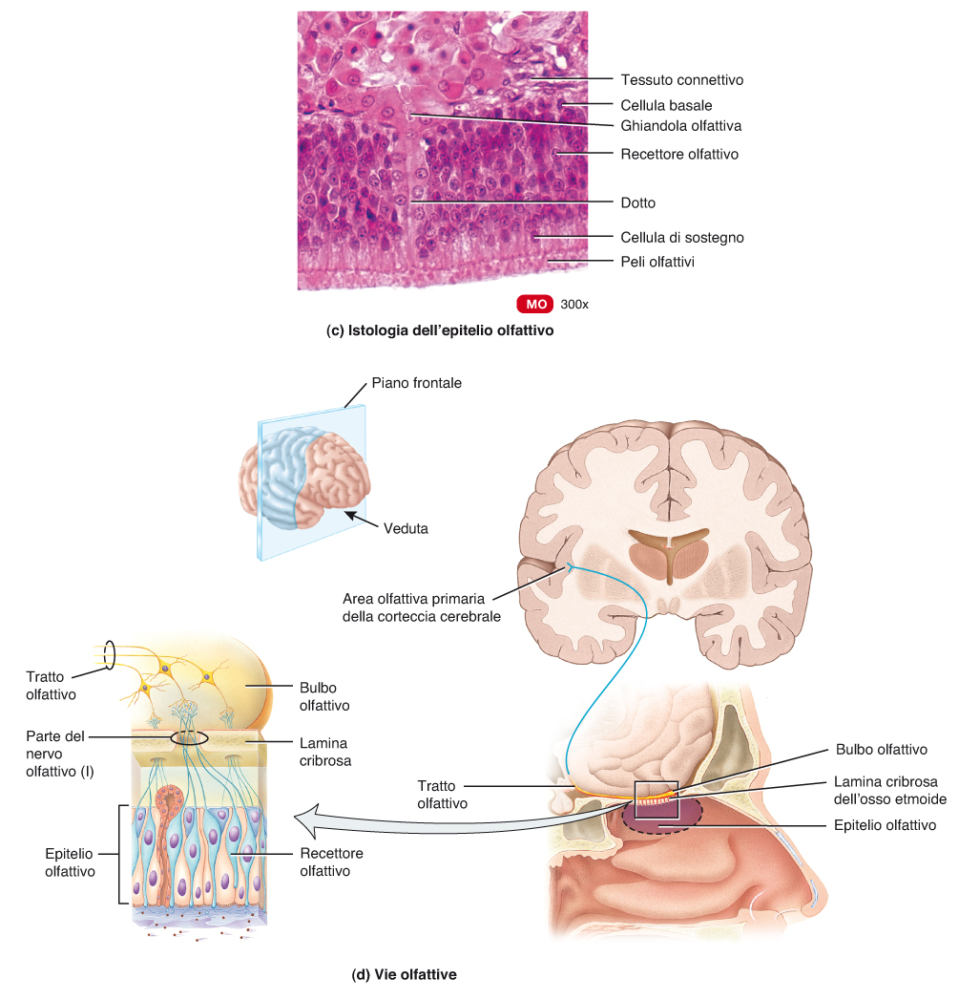 Tessuto connettivo
Cellula basale
Ghiandola olfattiva
Recettore olfattivo
Dotto
Cellula di sostegno
Peli olfattivi
MO 300x
(c) Istologia dell'epitelio olfattivo
Piano frontale
Veduta
Area olfattiva primaria
della corteccia cerebrale
Tratto
olfattivo
Bulbo
olfattivo
Parte del
nervo
olfattivo (I)
Lamina
cribrosa
Epitelio
olfattivo
Recettore
olfattivo
Tratto
olfattivo
Bulbo olfattivo
Lamina cribrosa
dell'osso etmoide
Epitelio olfattivo
(d) Vie olfattive